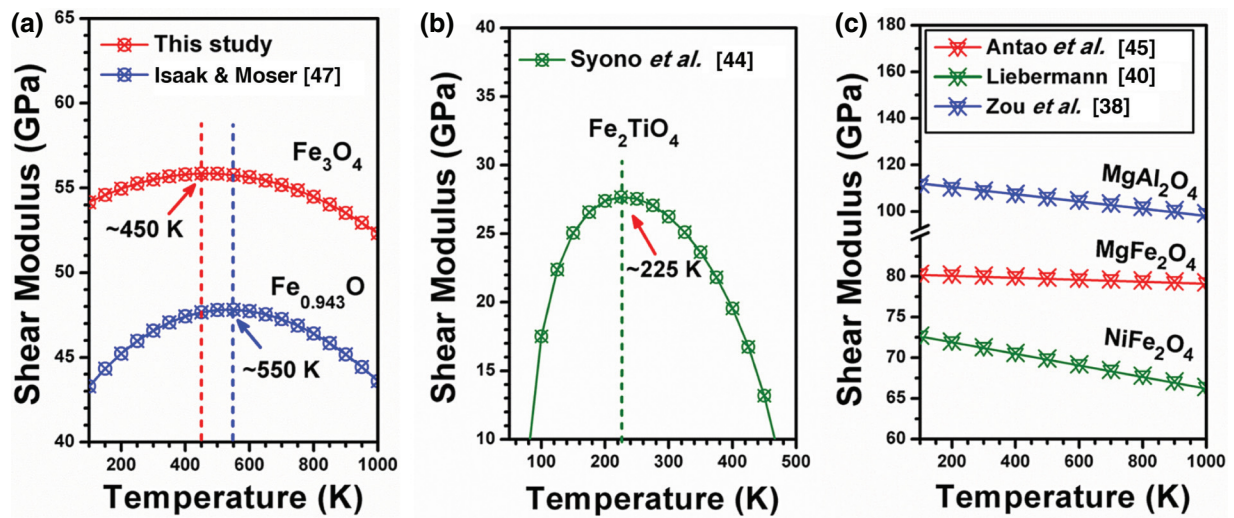 (a)
This study
Isaak & Moser [47]
Fe3O4
~450 K
Fe0.943O
~550 K
65
60
55
50
45
40
200 400 600 800 1000
Shear Modulus (GPa)
Temperature (K)
(b)
Syono et al. [44]
Fe2TiO4
~225 K
40
35
30
25
20
15
10
100 200 300 400 500
Shear Modulus (GPa)
Temperature (K)
(c)
Antao et al. [45]
Liebermann [40]
Zou et al. [38]
MgAl2O4
MgFe2O4
NiFe2O4
180
160
140
120
100
80
75
70
65
60
200 400 600 800 1000
Shear Modulus (GPa)
Temperature (K)